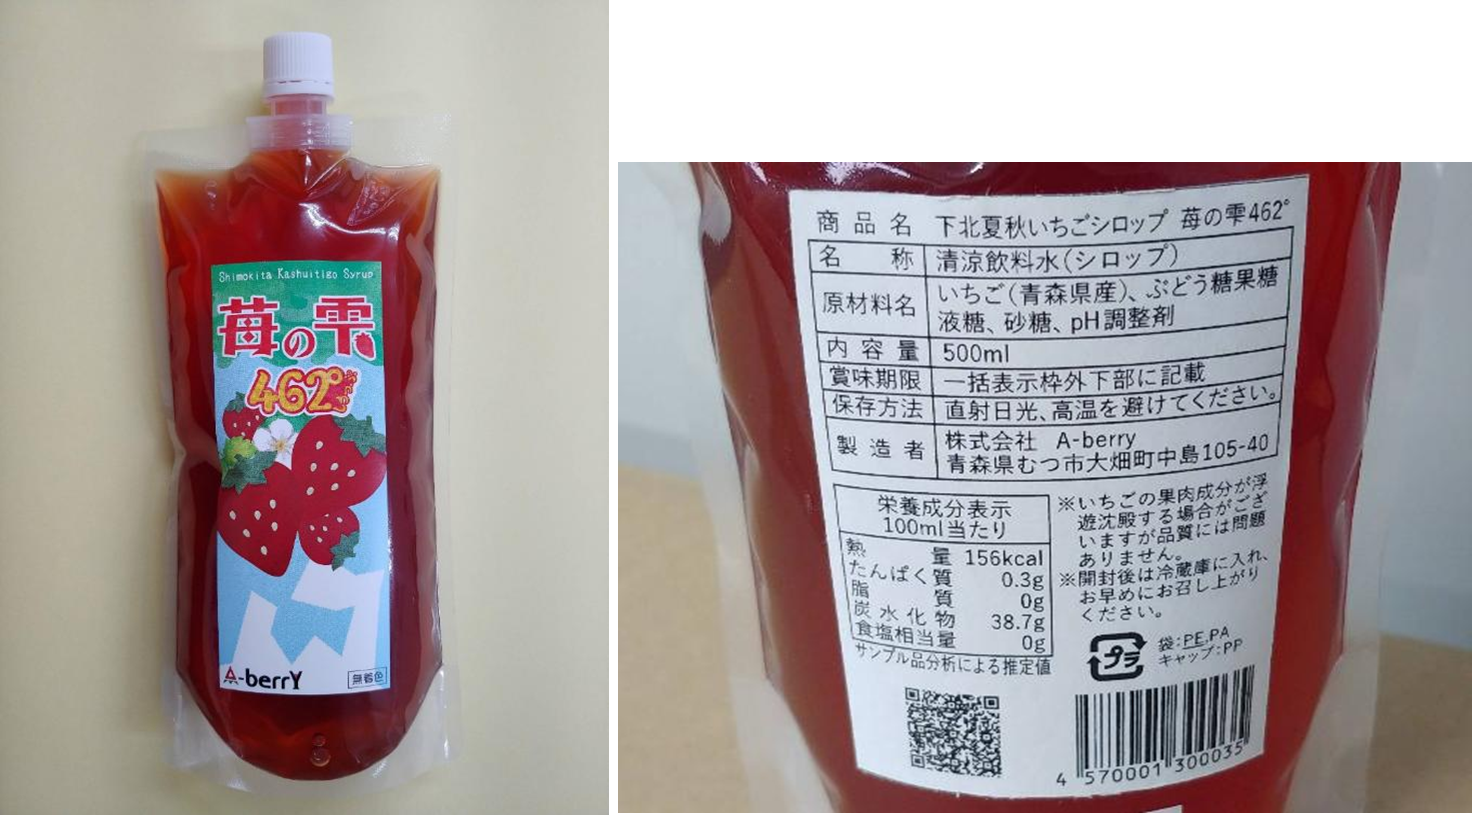 Shimokita Kashuitigo Syrup
苺の雫
462°
A-berrY
無着色
商品名 下北夏秋いちごシロップ 苺の雫462°
名称 清涼飲料水(シロップ)
原材料名 いちご(青森県産)、ぶどう糖果糖
液糖、砂糖、pH調整剤
内容量 500ml
賞味期限 一括表示枠外下部に記載
保存方法 直射日光、高温を避けてください。
製造者 株式会社 A-berry
青森県むつ市大畑町中島105-40
栄養成分表示
100ml当たり
熱量 156kcal
たんぱく質 0.3g
脂質 0g
炭水化物 38.7g
食塩相当量 0g
サンプル品分析による推定値
※いちごの果肉成分が浮
遊沈殿する場合がござ
いますが品質には問題
ありません。
※開封後は冷蔵庫に入れ、
お早めにお召し上がり
ください。
プラ
袋:PE,PA
キャップ:PP
4 570001 300035